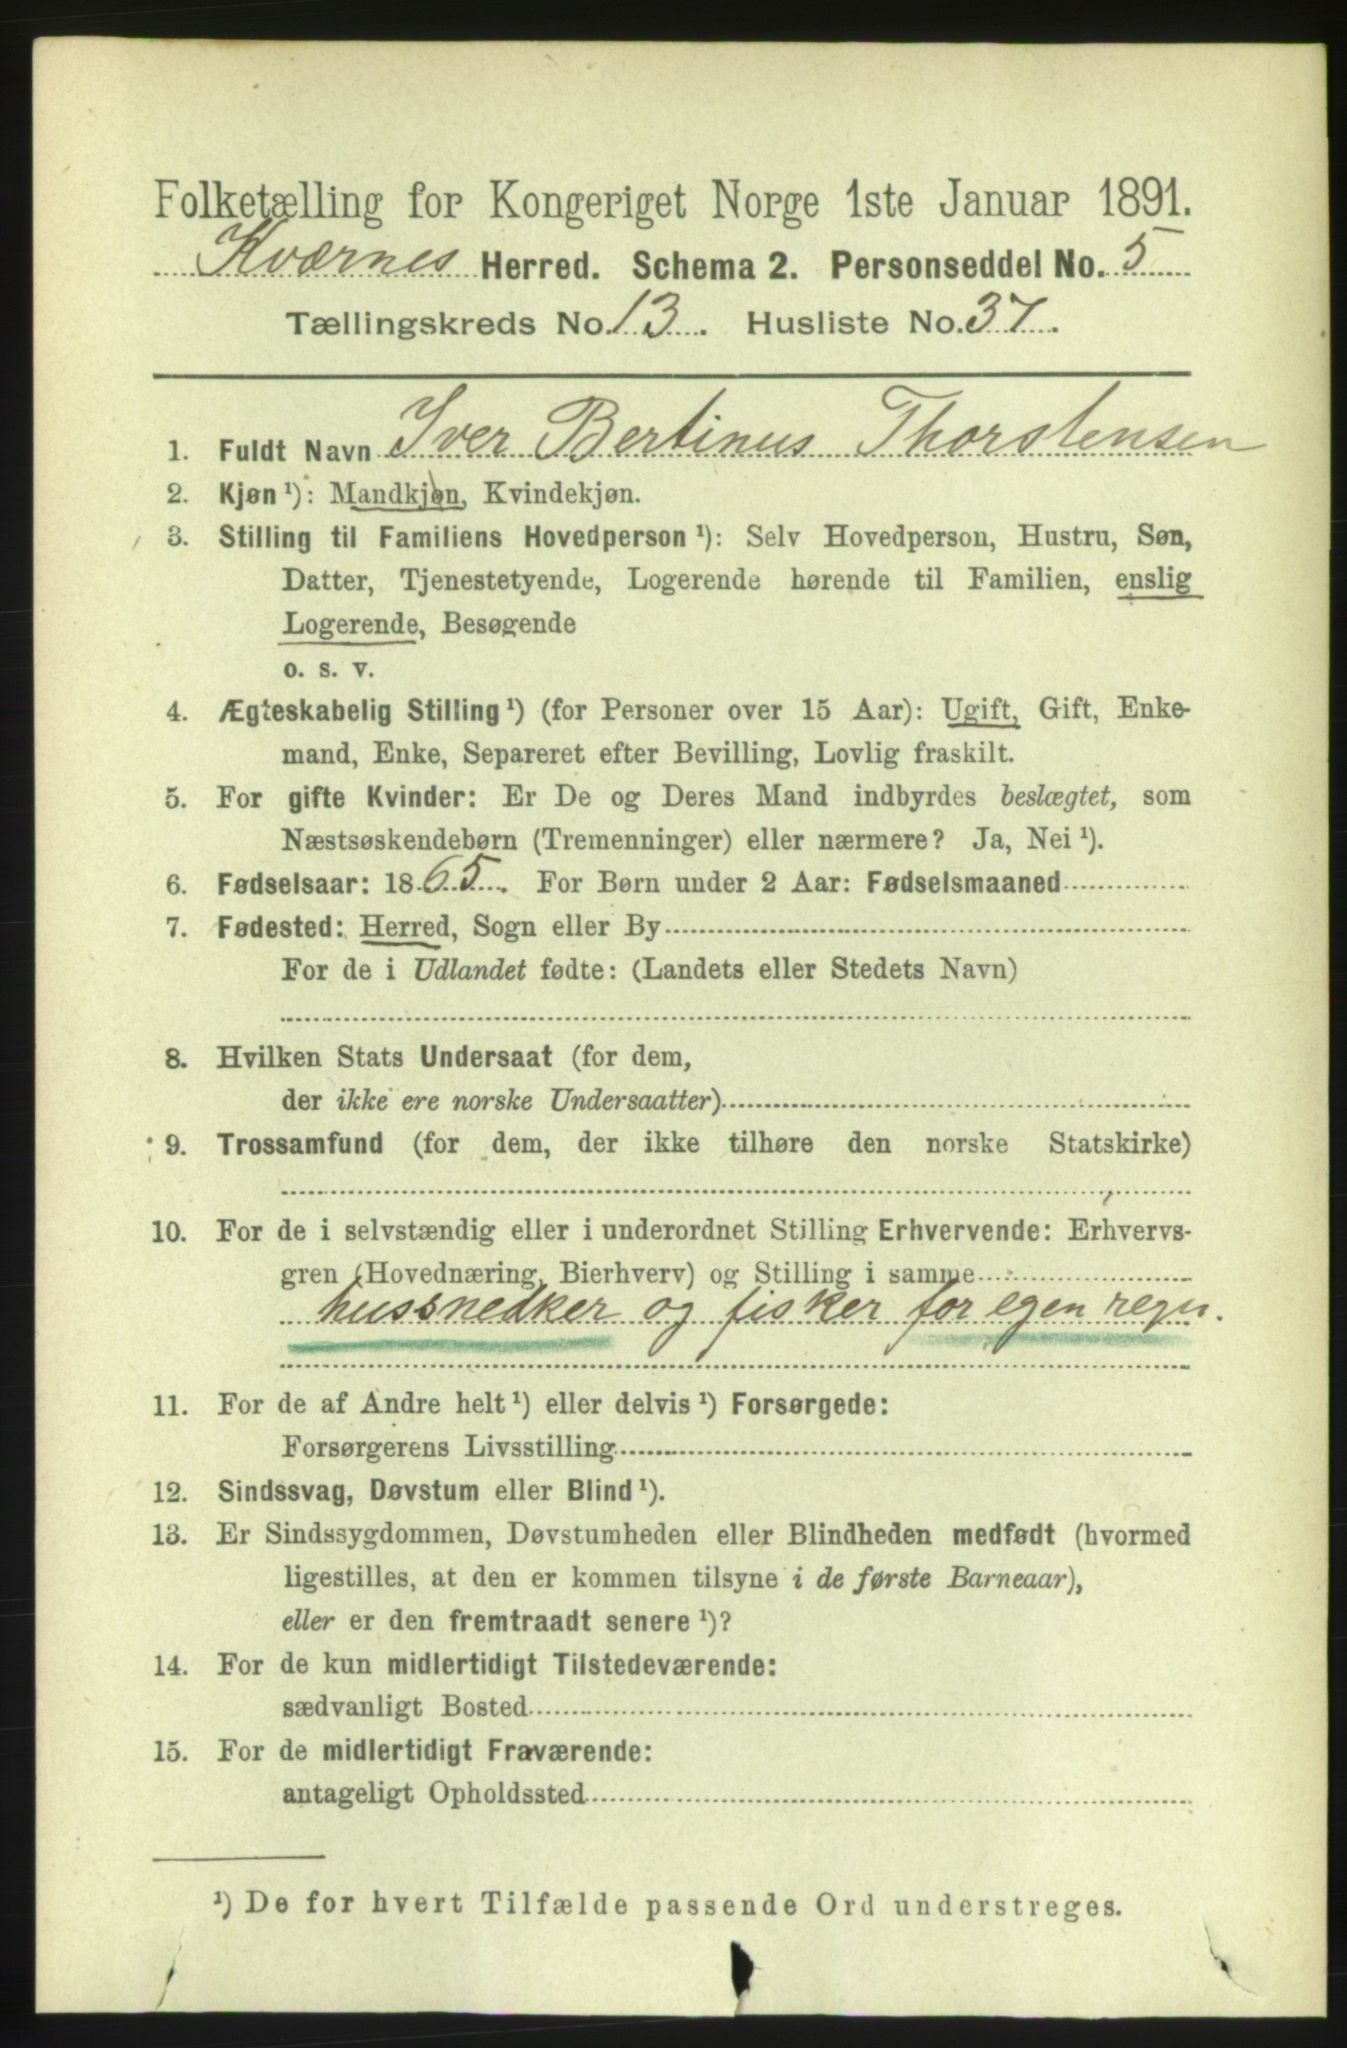 Folketælling for Kongeriget Norge 1ste Januar 1891.
Kværnes Herred. Schema 2. Personseddel No. 5
Tællingskreds No. 13. Husliste No. 37.
1. Fuldt Navn Iver Bertinus Thorstensen
2. Kjøn ¹): Mandkjøn, Kvindekjøn.
3. Stilling til Familiens Hovedperson ¹): Selv Hovedperson, Hustru, Søn,
Datter, Tjenestetyende, Logerende hørende til Familien, enslig
Logerende, Besøgende
o. s. v.
4. Ægteskabelig Stilling ¹) (for Personer over 15 Aar): Ugift, Gift, Enke-
mand, Enke, Separeret efter Bevilling, Lovlig fraskilt.
5. For gifte Kvinder: Er De og Deres Mand indbyrdes beslægtet, som
Næstsøskendebørn (Tremenninger) eller nærmere? Ja, Nei ¹).
6. Fødselsaar: 1865. For Børn under 2 Aar: Fødselsmaaned
7. Fødested: Herred, Sogn eller By
For de i Udlandet fødte: (Landets eller Stedets Navn)
8. Hvilken Stats Undersaat (for dem,
der ikke ere norske Undersaatter)
9. Trossamfund (for dem, der ikke tilhøre den norske Statskirke)
10. For de i selvstændig eller i underordnet Stilling Erhvervende: Erhvervs-
gren (Hovednæring, Bierhverv) og Stilling i samme
hussnedker og fisker for egen regn.
11. For de af Andre helt ¹) eller delvis ¹) Forsørgede:
Forsørgerens Livsstilling
12. Sindssvag, Døvstum eller Blind ¹).
13. Er Sindssygdommen, Døvstumheden eller Blindheden medfødt (hvormed
ligestilles, at den er kommen tilsyne i de første Barneaar),
eller er den fremtraadt senere ¹)?
14. For de kun midlertidigt Tilstedeværende:
sædvanligt Bosted
15. For de midlertidigt Fraværende:
antageligt Opholdssted
¹) De for hvert Tilfælde passende Ord understreges.